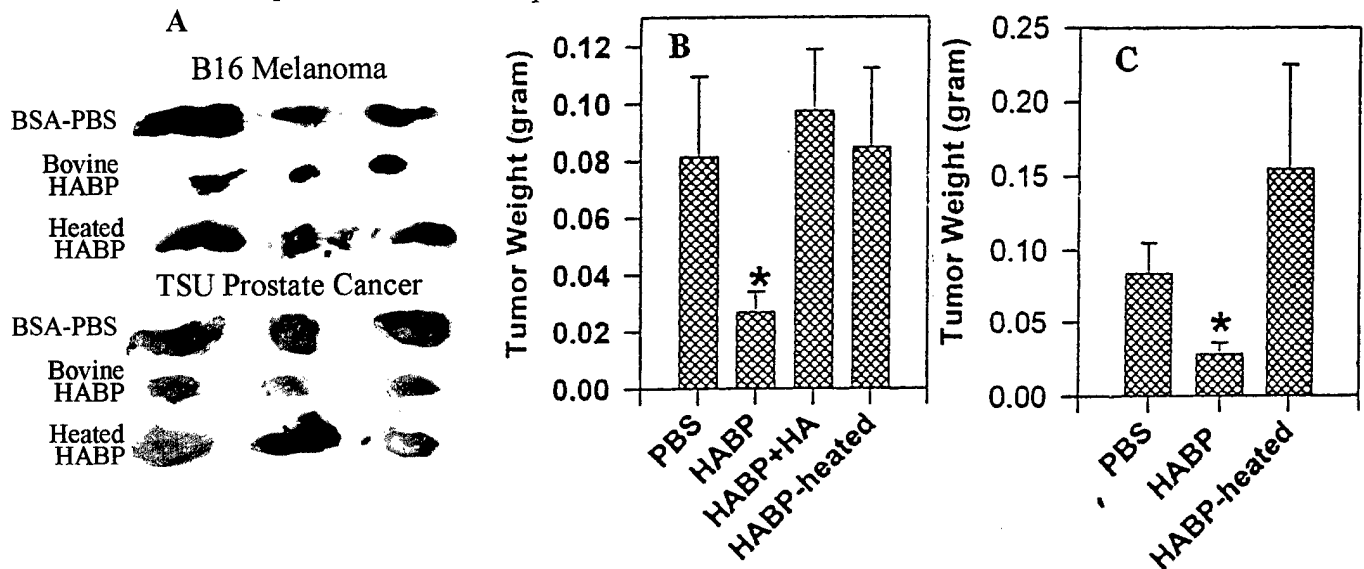 A
B16 Melanoma
BSA-PBS
Bovine
HABP
Heated
HABP
TSU Prostate Cancer
BSA-PBS
Bovine
HABP
Heated
HABP
B
Tumor Weight (gram)
0.12
0.10
0.08
0.06
0.04
0.02
0.00
*
PBS
HABP
HABP+HA
HABP-heated
C
Tumor Weight (gram)
0.25
0.20
0.15
0.10
0.05
0.00
*
PBS
HABP
HABP-heated